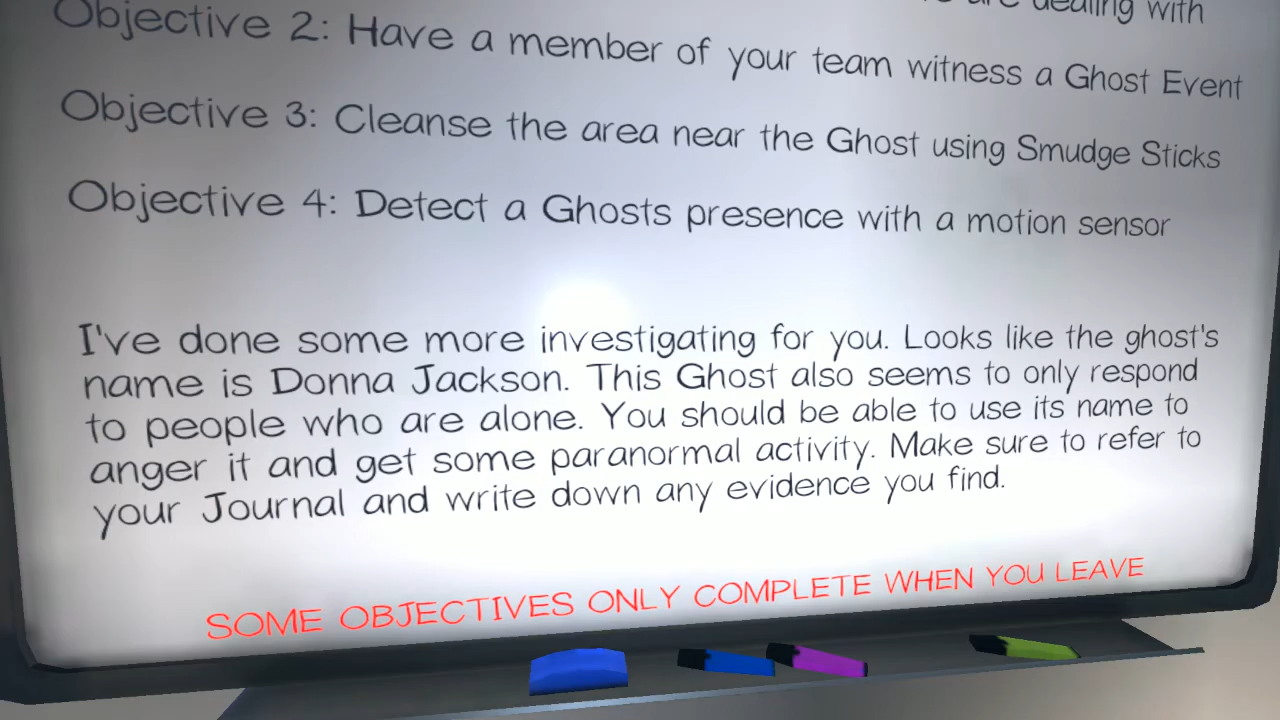 are dealing with
Objective 2: Have a member of your team witness a Ghost Event
Objective 3: Cleanse the area near the Ghost using Smudge Sticks
Objective 4: Detect a Ghosts presence with a motion sensor
I've done some more investigating for you. Looks like the ghost's
name is Donna Jackson. This Ghost also seems to only respond
to people who are alone. You should be able to use its name to
anger it and get some paranormal activity. Make sure to refer to
your Journal and write down any evidence you find.
SOME OBJECTIVES ONLY COMPLETE WHEN YOU LEAVE